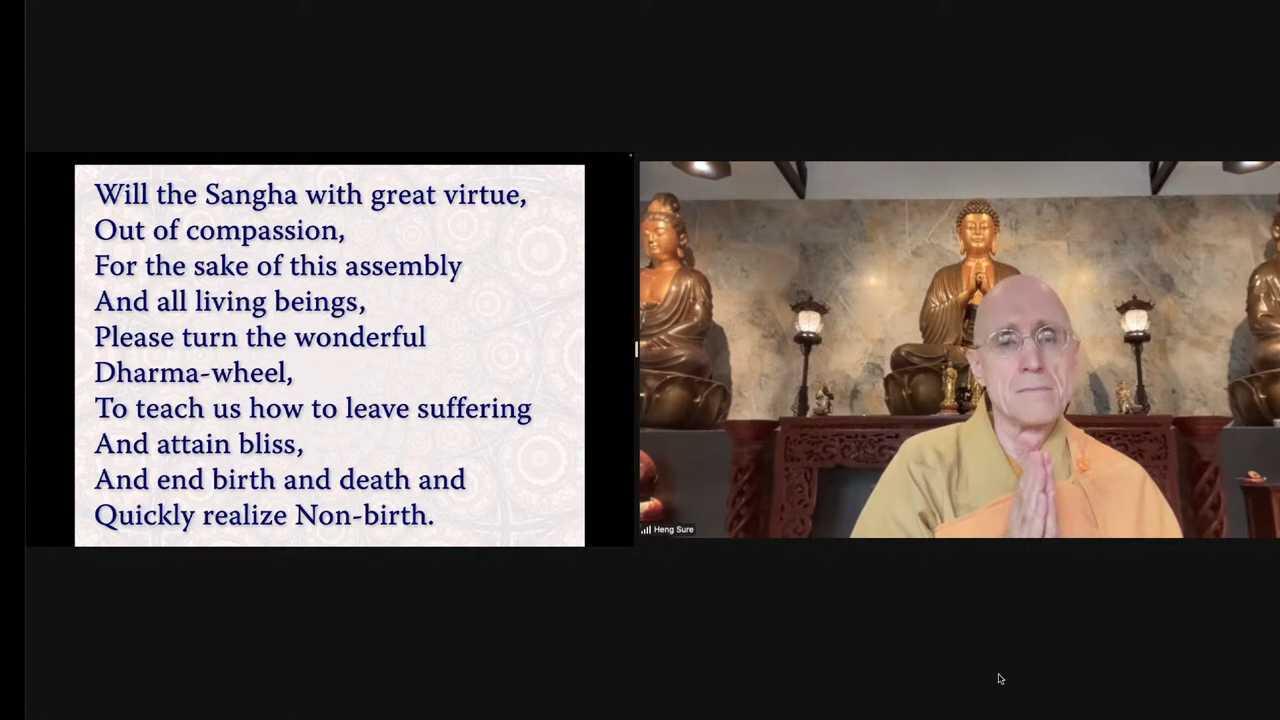 Will the Sangha with great virtue,
Out of compassion,
For the sake of this assembly
And all living beings,
Please turn the wonderful
Dharma-wheel,
To teach us how to leave suffering
And attain bliss,
And end birth and death and
Quickly realize Non-birth.
Heng Sure